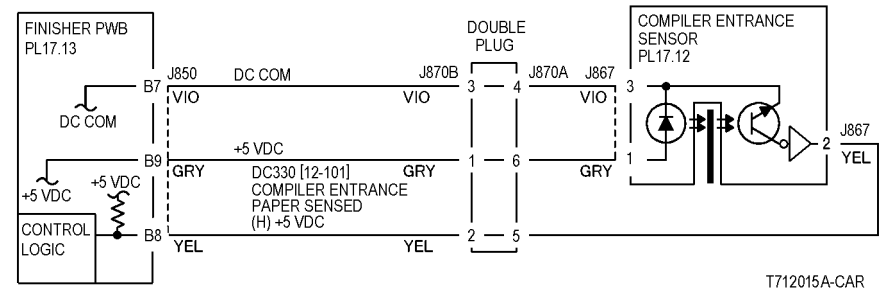 FINISHER PWB
PL17.13
DOUBLE
PLUG
COMPILER ENTRANCE
SENSOR
PL17.12
B7
J850
DC COM
J870B
J870A
J867
3
4
3
VIO
VIO
VIO
DC COM
J867
2
YEL
B9
+5 VDC
1
6
1
GRY
GRY
GRY
+5 VDC
+5 VDC
DC330 [12-101]
COMPILER ENTRANCE
PAPER SENSED
(H) +5 VDC
CONTROL
LOGIC
B8
2
5
YEL
YEL
T712015A-CAR